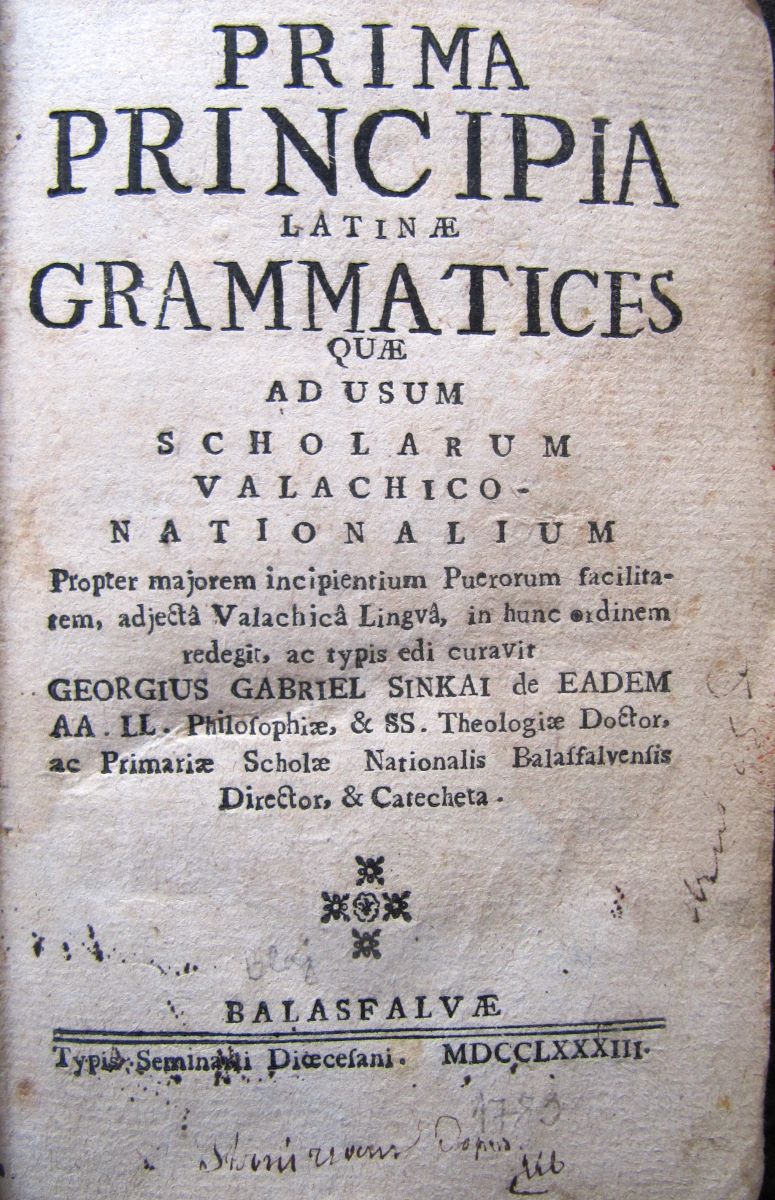 PRIMA
PRINCIPIA
LATINÆ
GRAMMATICES
QUÆ
AD USUM
SCHOLARUM
VALACHICO-
NATIONALIUM
Propter majorem incipientium Puerorum facilita-
tem, adjectâ Valachicâ Lingvâ, in hunc ordinem
redegit, ac typis edi curavit
GEORGIUS GABRIEL SINKAI de EADEM
AA. LL. Philoſophiæ, & SS. Theologiæ Doctor,
ac Primariæ Scholæ Nationalis Balaſfalvenſis
Director, & Catecheta.
Blaj
BALASFALVÆ
Typis Seminarii Diœceſani. MDCCLXXXIII.
1783